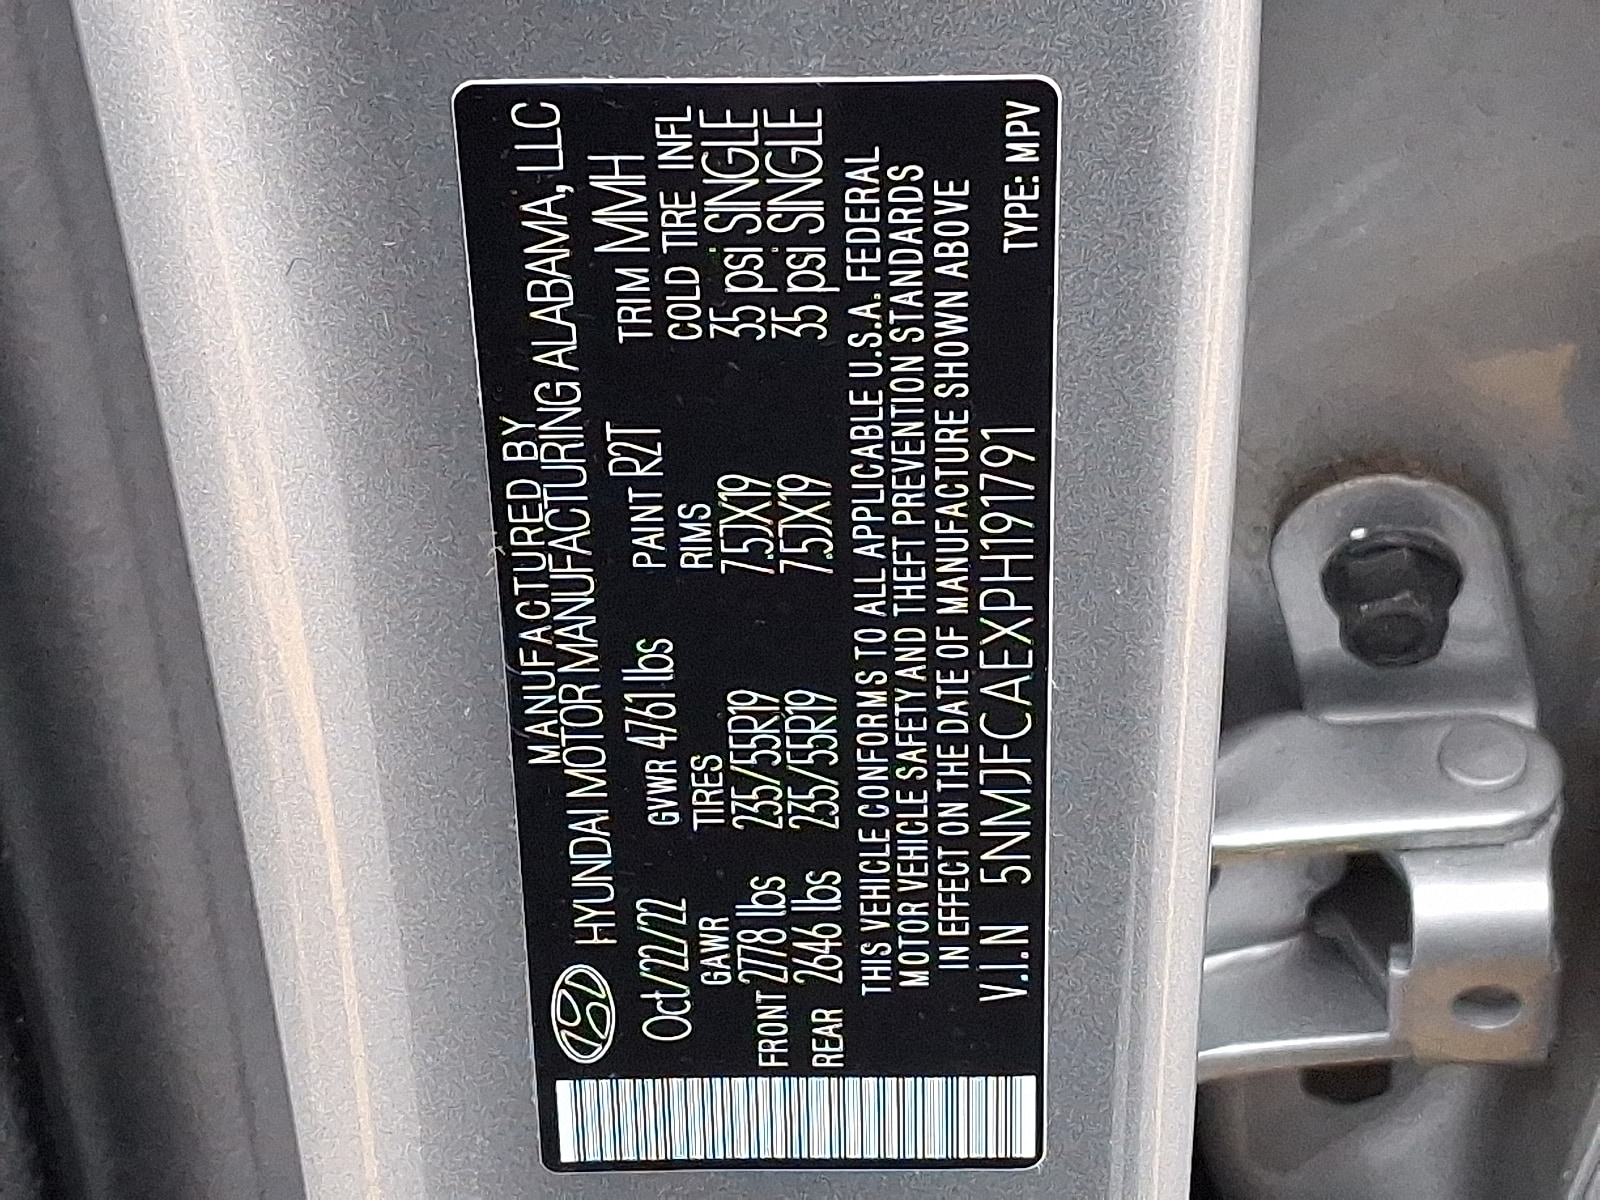 MANUFACTURED BY
HYUNDAI MOTOR MANUFACTURING ALABAMA, LLC
Oct/22/22 GVWR 4761 lbs PAINT R2T TRIM MMH
GAWR TIRES RIMS COLD TIRE INFL
FRONT 2778 lbs 235/55R19 7.5JX19 35 psi SINGLE
REAR 2646 lbs 235/55R19 7.5JX19 35 psi SINGLE
THIS VEHICLE CONFORMS TO ALL APPLICABLE U.S.A. FEDERAL
MOTOR VEHICLE SAFETY AND THEFT PREVENTION STANDARDS
IN EFFECT ON THE DATE OF MANUFACTURE SHOWN ABOVE
V.I.N 5NMJFCAEXPH191791
TYPE: MPV